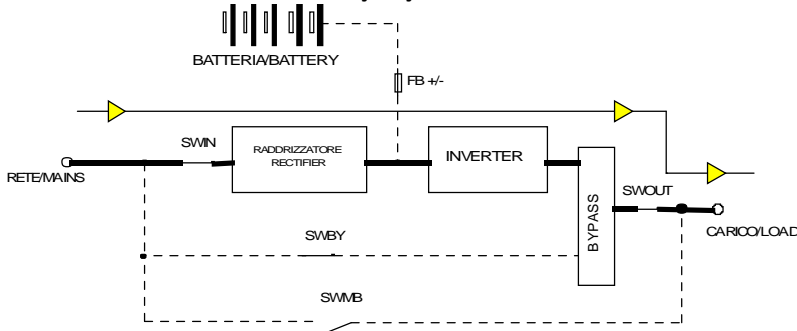 BATTERIA/BATTERY
FB +/-
SWIN
RADDRIZZATORE
RECTIFIER
INVERTER
RETE/MAINS
BYPASS
SWOUT
CARICO/LOAD
SWBY
SWMB